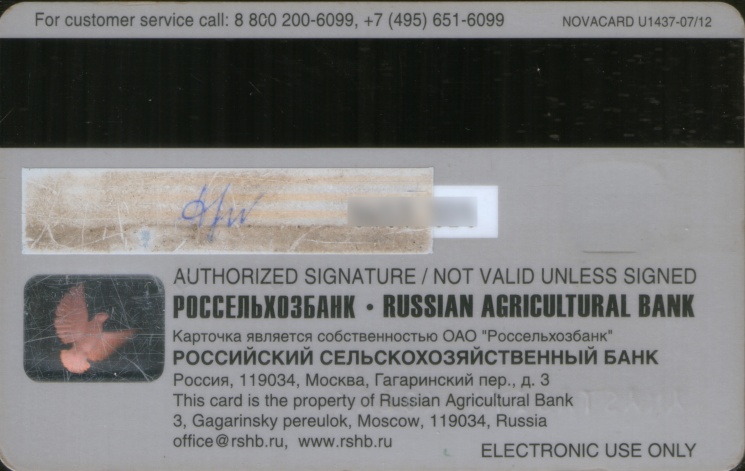 For customer service call: 8 800 200-6099, +7 (495) 651-6099
NOVACARD U1437-07/12
AUTHORIZED SIGNATURE / NOT VALID UNLESS SIGNED
РОССЕЛЬХОЗБАНК • RUSSIAN AGRICULTURAL BANK
Карточка является собственностью ОАО "Россельхозбанк"
РОССИЙСКИЙ СЕЛЬСКОХОЗЯЙСТВЕННЫЙ БАНК
Россия, 119034, Москва, Гагаринский пер., д. 3
This card is the property of Russian Agricultural Bank
3, Gagarinsky pereulok, Moscow, 119034, Russia
office@rshb.ru, www.rshb.ru
ELECTRONIC USE ONLY